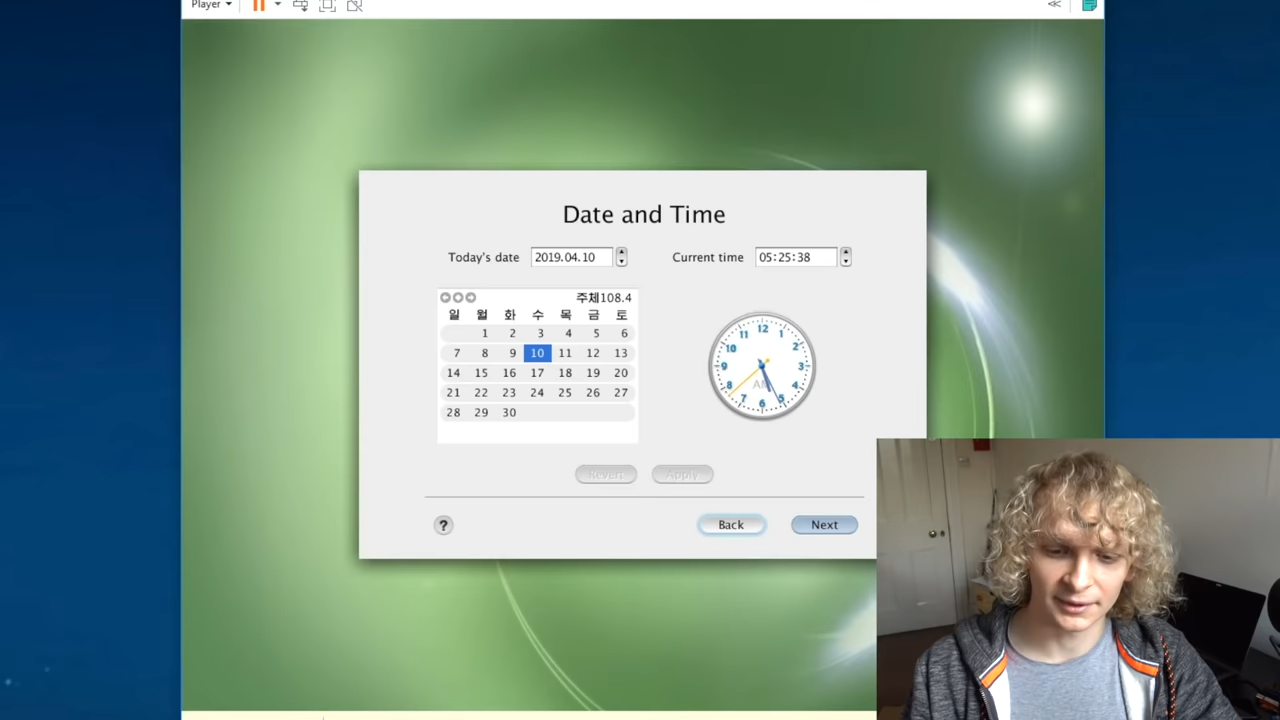 Player
Date and Time
Today's date 2019.04.10 Current time 05:25:38
주체108.4
일 월 화 수 목 금 토
1 2 3 4 5 6
7 8 9 10 11 12 13
14 15 16 17 18 19 20
21 22 23 24 25 26 27
28 29 30
12 1 2 3 4 5 6 7 8 9 10 11
AM
Revert Apply
? Back Next